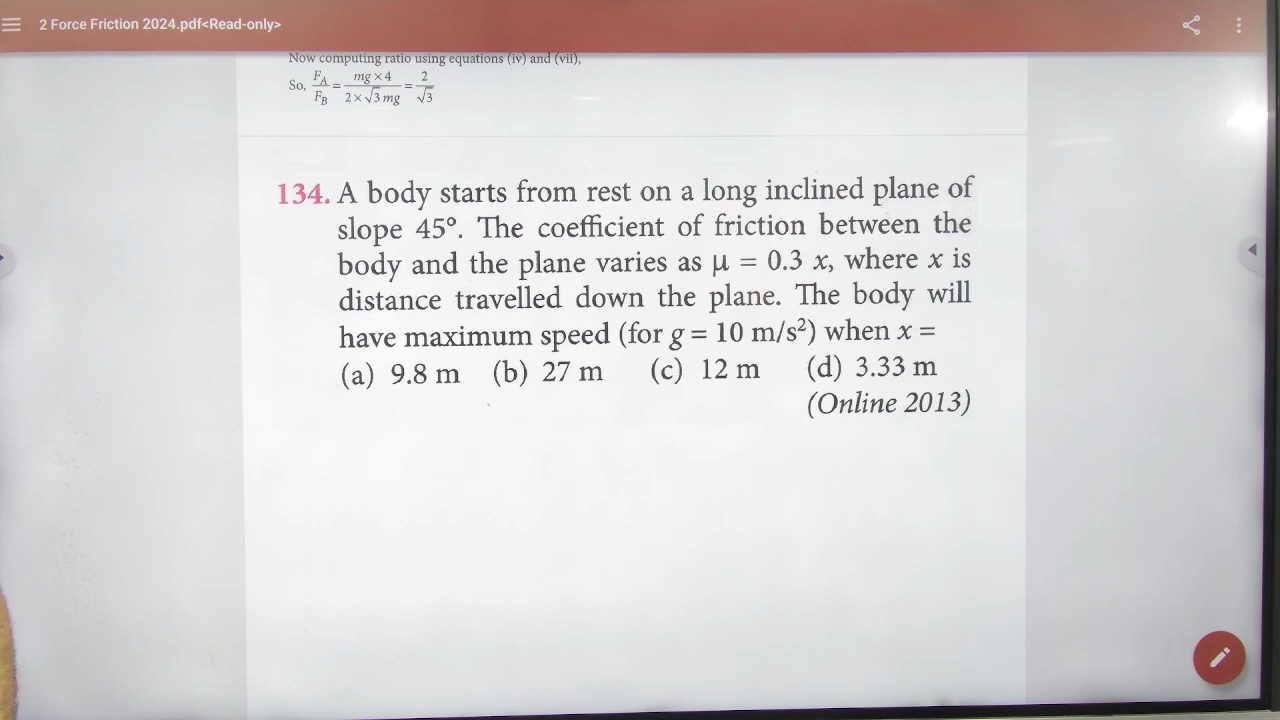 2 Force Friction 2024.pdf<Read-only>
Now computing ratio using equations (iv) and (vii),
So, F_A/F_B = mg × 4/2 × √3 mg = 2/√3
134. A body starts from rest on a long inclined plane of
slope 45°. The coefficient of friction between the
body and the plane varies as μ = 0.3 x, where x is
distance travelled down the plane. The body will
have maximum speed (for g = 10 m/s²) when x =
(a) 9.8 m (b) 27 m (c) 12 m (d) 3.33 m
(Online 2013)